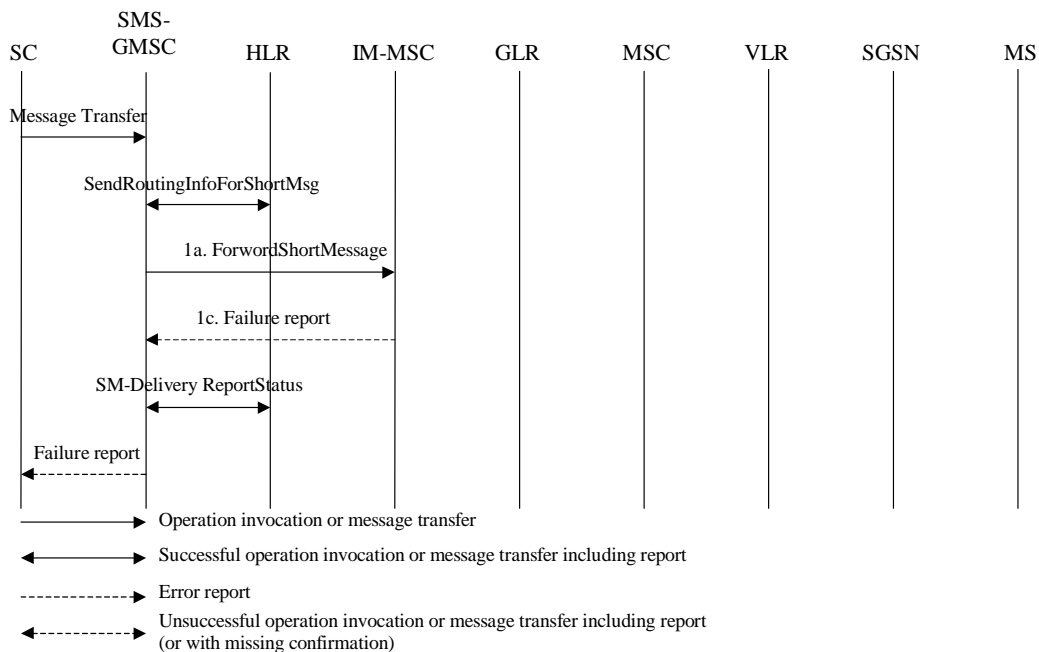 SC
SMS-
GMSC
HLR
IM-MSC
GLR
MSC
VLR
SGSN
MS
Message Transfer
SendRoutingInfoForShortMsg
1a. ForwordShortMessage
1c. Failure report
SM-Delivery ReportStatus
Failure report
Operation invocation or message transfer
Successful operation invocation or message transfer including report
Error report
Unsuccessful operation invocation or message transfer including report
(or with missing confirmation)